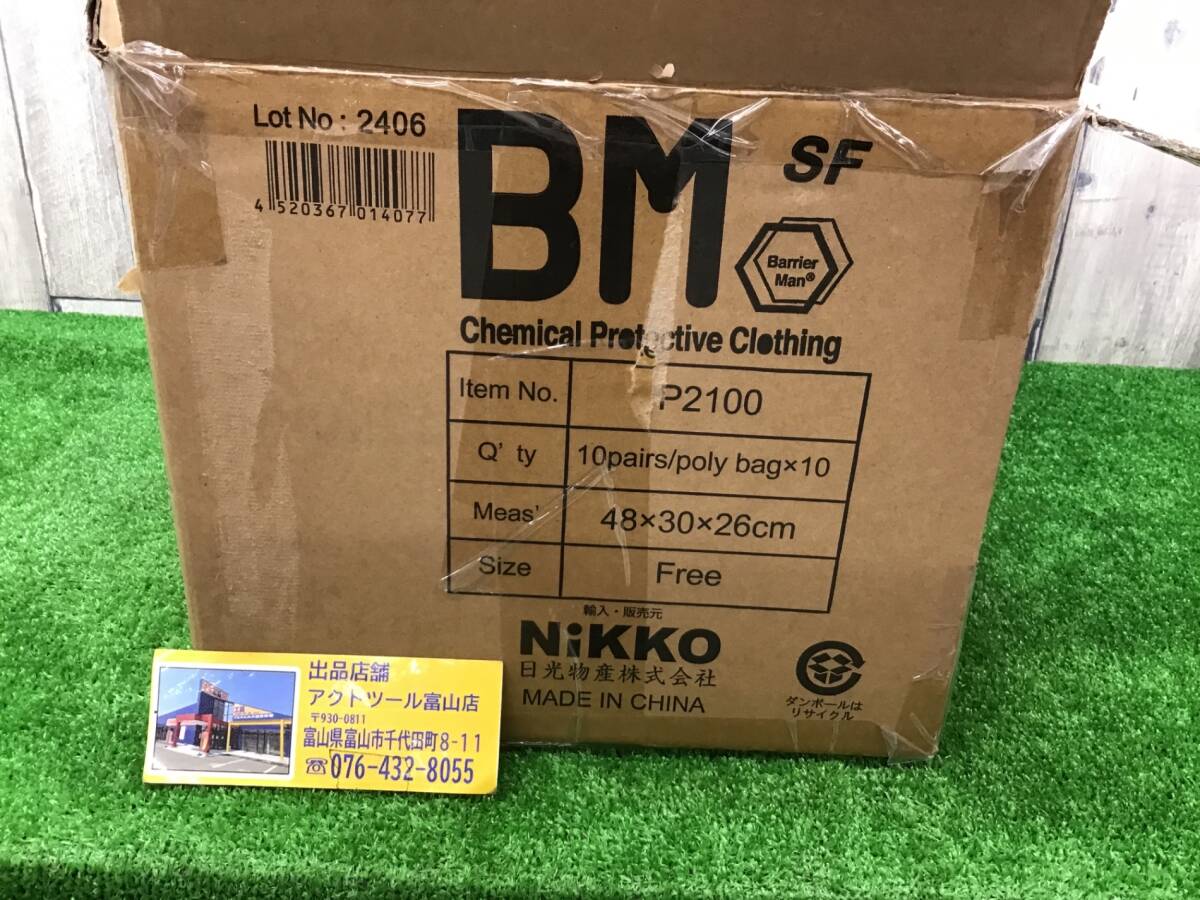 Lot No : 2406
4 520367 014077
BM SF
Barrier
Man®
Chemical Protective Clothing
Item No. P2100
Q' ty 10pairs/poly bag×10
Meas' 48×30×26cm
Size Free
輸入・販売元
NiKKO
日光物産株式会社
MADE IN CHINA
ダンボールは
リサイクル
出品店舗
アクトツール富山店
〒930-0811
富山県富山市千代田町8-11
☎076-432-8055